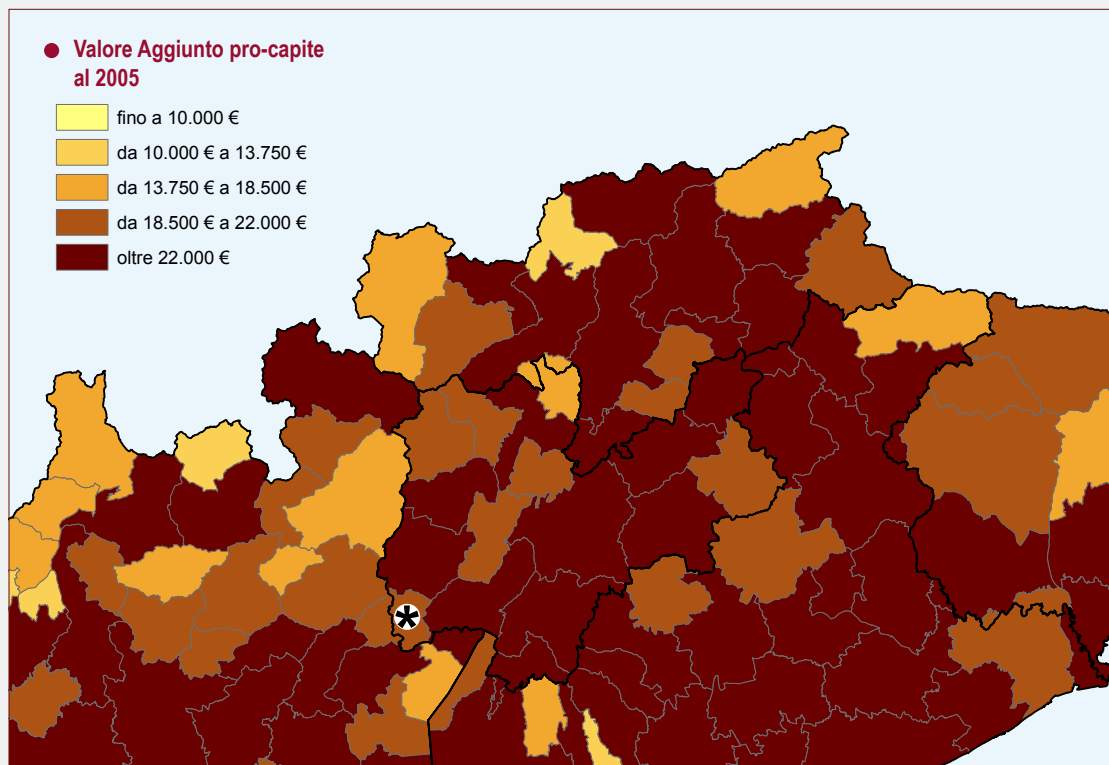 Valore Aggiunto pro-capite
al 2005
fino a 10.000 €
da 10.000 € a 13.750 €
da 13.750 € a 18.500 €
da 18.500 € a 22.000 €
oltre 22.000 €
*